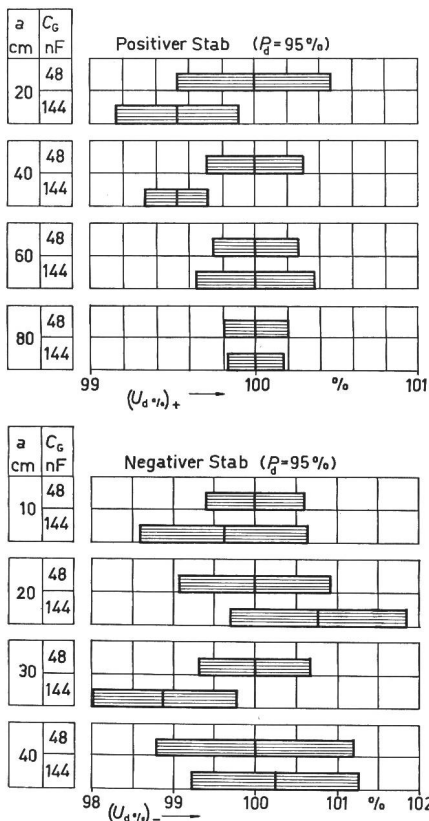 a C_G Positiver Stab (P_d = 95 %)
cm nF
20 48
144
40 48
144
60 48
144
80 48
144
99 100 % 101
(U_d %)_+ →
a C_G Negativer Stab (P_d = 95 %)
cm nF
10 48
144
20 48
144
30 48
144
40 48
144
98 99 100 101 % 102
(U_d %)_− →